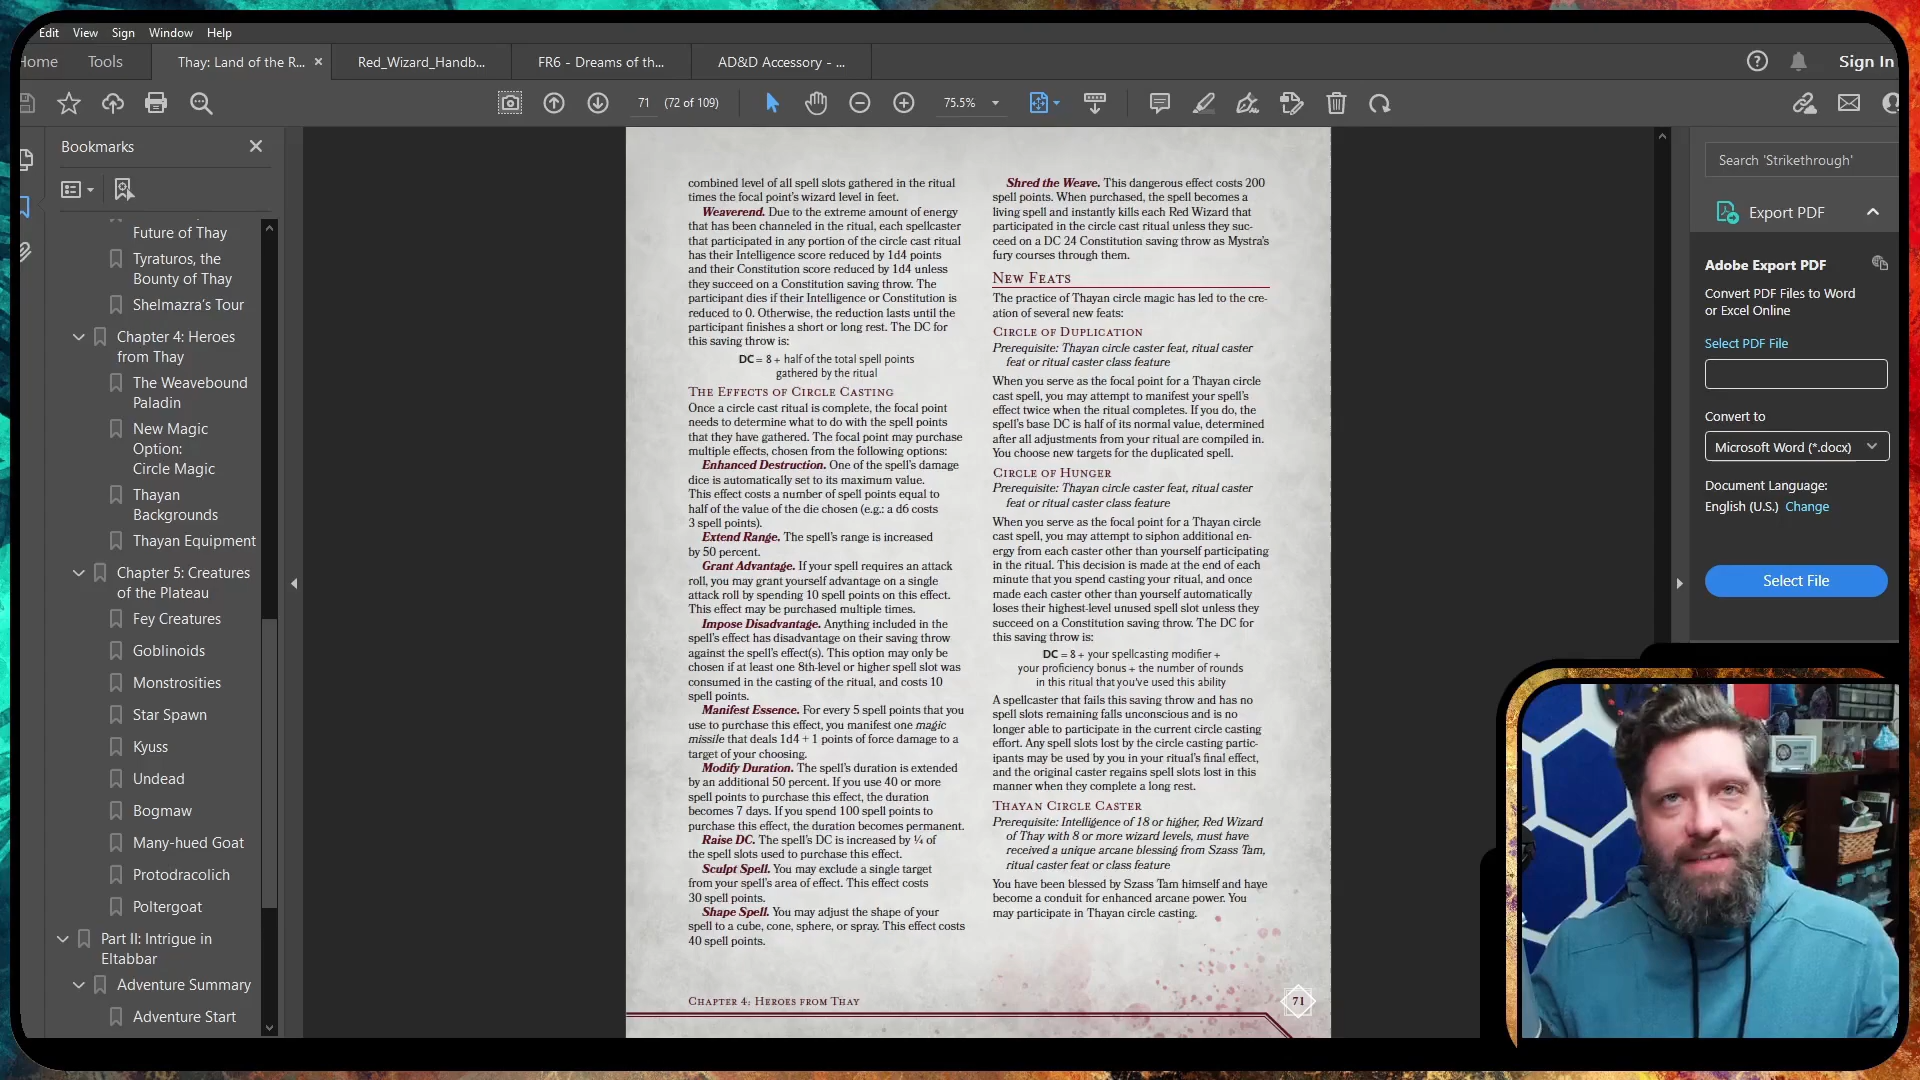 Edit View Sign Window Help
Home Tools Thay: Land of the R... × Red_Wizard_Handb... FR6 - Dreams of th... AD&D Accessory - ... Sign In
71 (72 of 109) 75.5%
Bookmarks
Future of Thay
Tyraturos, the
Bounty of Thay
Shelmazra's Tour
Chapter 4: Heroes
from Thay
The Weavebound
Paladin
New Magic
Option:
Circle Magic
Thayan
Backgrounds
Thayan Equipment
Chapter 5: Creatures
of the Plateau
Fey Creatures
Goblinoids
Monstrosities
Star Spawn
Kyuss
Undead
Bogmaw
Many-hued Goat
Protodracolich
Poltergoat
Part II: Intrigue in
Eltabbar
Adventure Summary
Adventure Start
combined level of all spell slots gathered in the ritual
times the focal point's wizard level in feet.
Weaverend. Due to the extreme amount of energy
that has been channeled in the ritual, each spellcaster
that participated in any portion of the circle cast ritual
has their Intelligence score reduced by 1d4 points
and their Constitution score reduced by 1d4 unless
they succeed on a Constitution saving throw. The
participant dies if their Intelligence or Constitution is
reduced to 0. Otherwise, the reduction lasts until the
participant finishes a short or long rest. The DC for
this saving throw is:
DC = 8 + half of the total spell points
gathered by the ritual
The Effects of Circle Casting
Once a circle cast ritual is complete, the focal point
needs to determine what to do with the spell points
that they have gathered. The focal point may purchase
multiple effects, chosen from the following options:
Enhanced Destruction. One of the spell's damage
dice is automatically set to its maximum value.
This effect costs a number of spell points equal to
half of the value of the die chosen (e.g.: a d6 costs
3 spell points).
Extend Range. The spell's range is increased
by 50 percent.
Grant Advantage. If your spell requires an attack
roll, you may grant yourself advantage on a single
attack roll by spending 10 spell points on this effect.
This effect may be purchased multiple times.
Impose Disadvantage. Anything included in the
spell's effect has disadvantage on their saving throw
against the spell's effect(s). This option may only be
chosen if at least one 8th-level or higher spell slot was
consumed in the casting of the ritual, and costs 10
spell points.
Manifest Essence. For every 5 spell points that you
use to purchase this effect, you manifest one magic
missile that deals 1d4 + 1 points of force damage to a
target of your choosing.
Modify Duration. The spell's duration is extended
by an additional 50 percent. If you use 40 or more
spell points to purchase this effect, the duration
becomes 7 days. If you spend 100 spell points to
purchase this effect, the duration becomes permanent.
Raise DC. The spell's DC is increased by ¼ of
the spell slots used to purchase this effect.
Sculpt Spell. You may exclude a single target
from your spell's area of effect. This effect costs
30 spell points.
Shape Spell. You may adjust the shape of your
spell to a cube, cone, sphere, or spray. This effect costs
40 spell points.
Shred the Weave. This dangerous effect costs 200
spell points. When purchased, the spell becomes a
living spell and instantly kills each Red Wizard that
participated in the circle cast ritual unless they suc-
ceed on a DC 24 Constitution saving throw as Mystra's
fury courses through them.
New Feats
The practice of Thayan circle magic has led to the cre-
ation of several new feats:
Circle of Duplication
Prerequisite: Thayan circle caster feat, ritual caster
feat or ritual caster class feature
When you serve as the focal point for a Thayan circle
cast spell, you may attempt to manifest your spell's
effect twice when the ritual completes. If you do, the
spell's base DC is half of its normal value, determined
after all adjustments from your ritual are compiled in.
You choose new targets for the duplicated spell.
Circle of Hunger
Prerequisite: Thayan circle caster feat, ritual caster
feat or ritual caster class feature
When you serve as the focal point for a Thayan circle
cast spell, you may attempt to siphon additional en-
ergy from each caster other than yourself participating
in the ritual. This decision is made at the end of each
minute that you spend casting your ritual, and once
made each caster other than yourself automatically
loses their highest-level unused spell slot unless they
succeed on a Constitution saving throw. The DC for
this saving throw is:
DC = 8 + your spellcasting modifier +
your proficiency bonus + the number of rounds
in this ritual that you've used this ability
A spellcaster that fails this saving throw and has no
spell slots remaining falls unconscious and is no
longer able to participate in the current circle casting
effort. Any spell slots lost by the circle casting partic-
ipants may be used by you in your ritual's final effect,
and the original caster regains spell slots lost in this
manner when they complete a long rest.
Thayan Circle Caster
Prerequisite: Intelligence of 18 or higher, Red Wizard
of Thay with 8 or more wizard levels, must have
received a unique arcane blessing from Szass Tam,
ritual caster feat or class feature
You have been blessed by Szass Tam himself and have
become a conduit for enhanced arcane power. You
may participate in Thayan circle casting.
Chapter 4: Heroes from Thay
71
Search 'Strikethrough'
Export PDF
Adobe Export PDF
Convert PDF Files to Word
or Excel Online
Select PDF File
Convert to
Microsoft Word (*.docx)
Document Language:
English (U.S.) Change
Select File